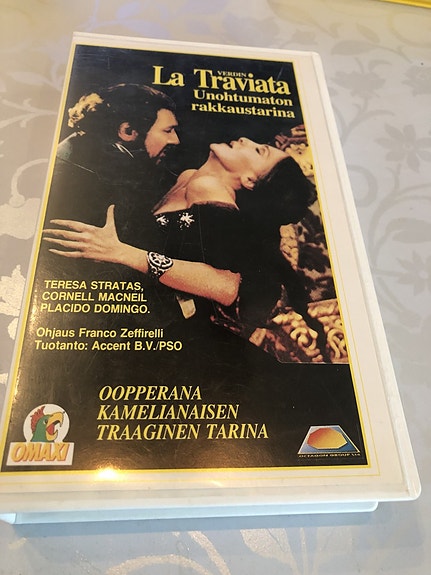 VERDIN
La Traviata
Unohtumaton
rakkaustarina
TERESA STRATAS,
CORNELL MACNEIL
PLACIDO DOMINGO.
Ohjaus Franco Zeffirelli
Tuotanto: Accent B.V./PSO
OOPPERANA
KAMELIANAISEN
TRAAGINEN TARINA
OMAXI